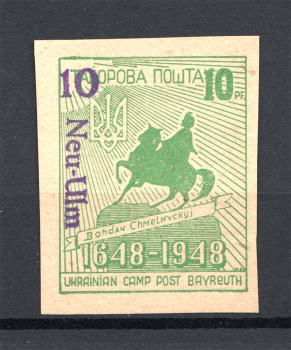 ТАБОРОВА ПОШТА
10
10 PF.
Neu-Ulm
BOHDAN CHMELNYCKYJ
1648-1948
UKRAINIAN CAMP POST BAYREUTH